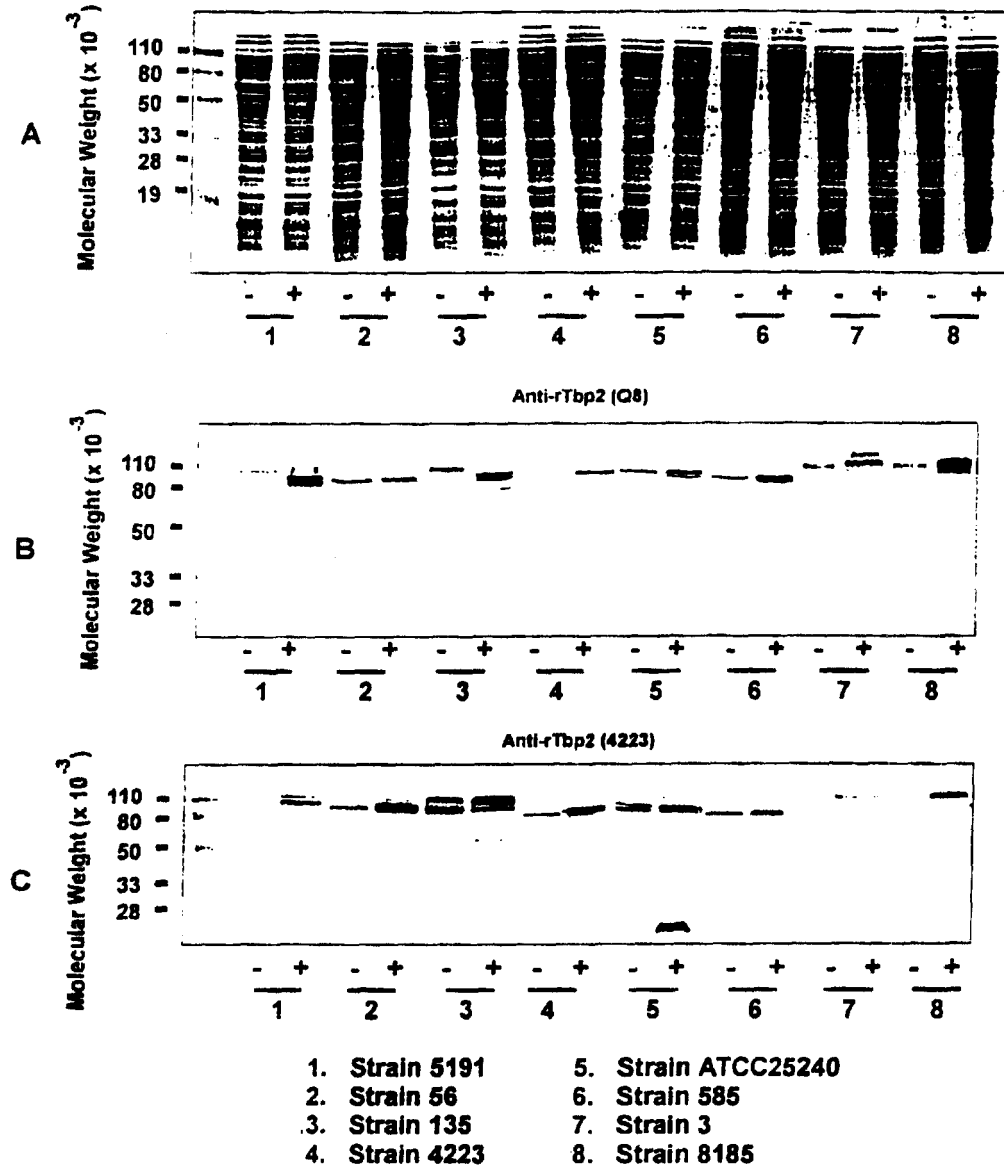 A
Molecular Weight (x 10-3)
110
80
50
33
28
19
- + - + - + - + - + - + - + - +
1 2 3 4 5 6 7 8
Anti-rTbp2 (Q8)
B
Molecular Weight (x 10-3)
110
80
50
33
28
- + - + - + - + - + - + - + - +
1 2 3 4 5 6 7 8
Anti-rTbp2 (4223)
C
Molecular Weight (x 10-3)
110
80
50
33
28
- + - + - + - + - + - + - + - +
1 2 3 4 5 6 7 8
1. Strain 5191
2. Strain 56
3. Strain 135
4. Strain 4223
5. Strain ATCC25240
6. Strain 585
7. Strain 3
8. Strain 8185